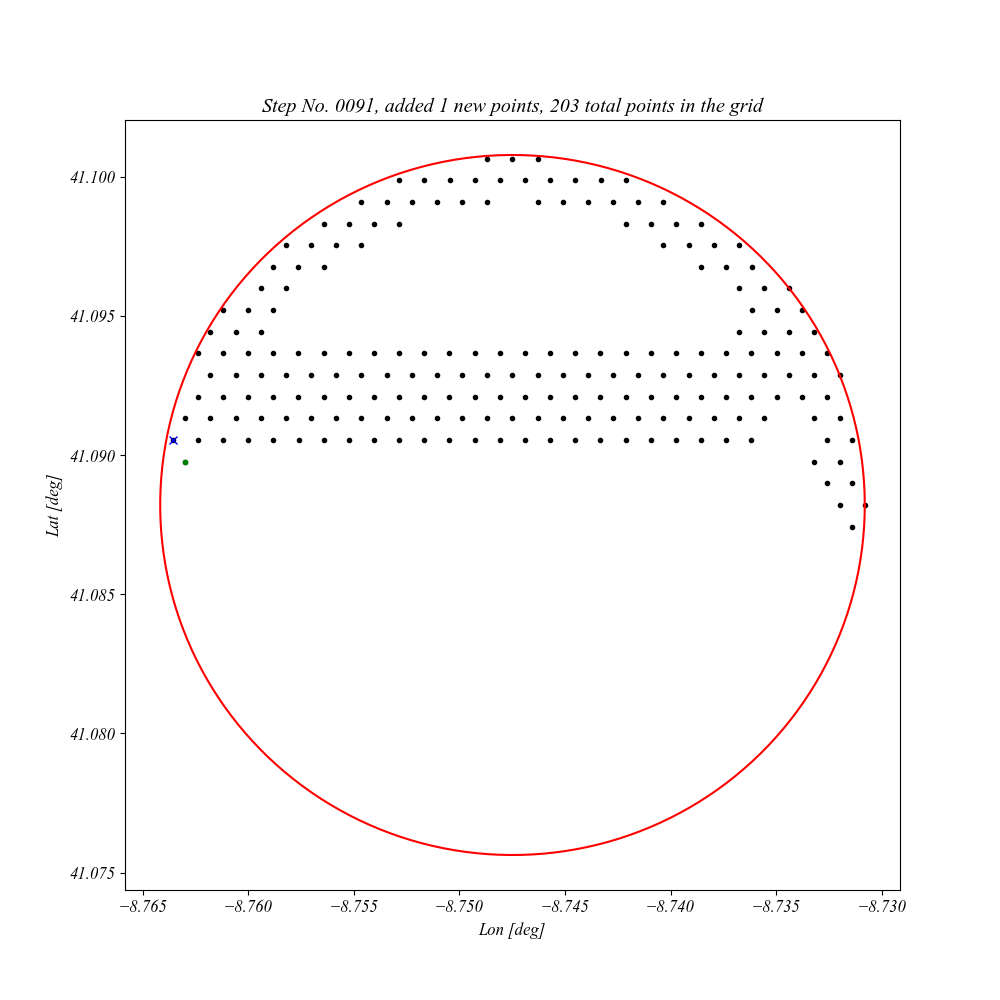 Step No. 0091, added 1 new points, 203 total points in the grid
41.100
41.095
41.090
41.085
41.080
41.075
Lat [deg]
−8.765 −8.760 −8.755 −8.750 −8.745 −8.740 −8.735 −8.730
Lon [deg]